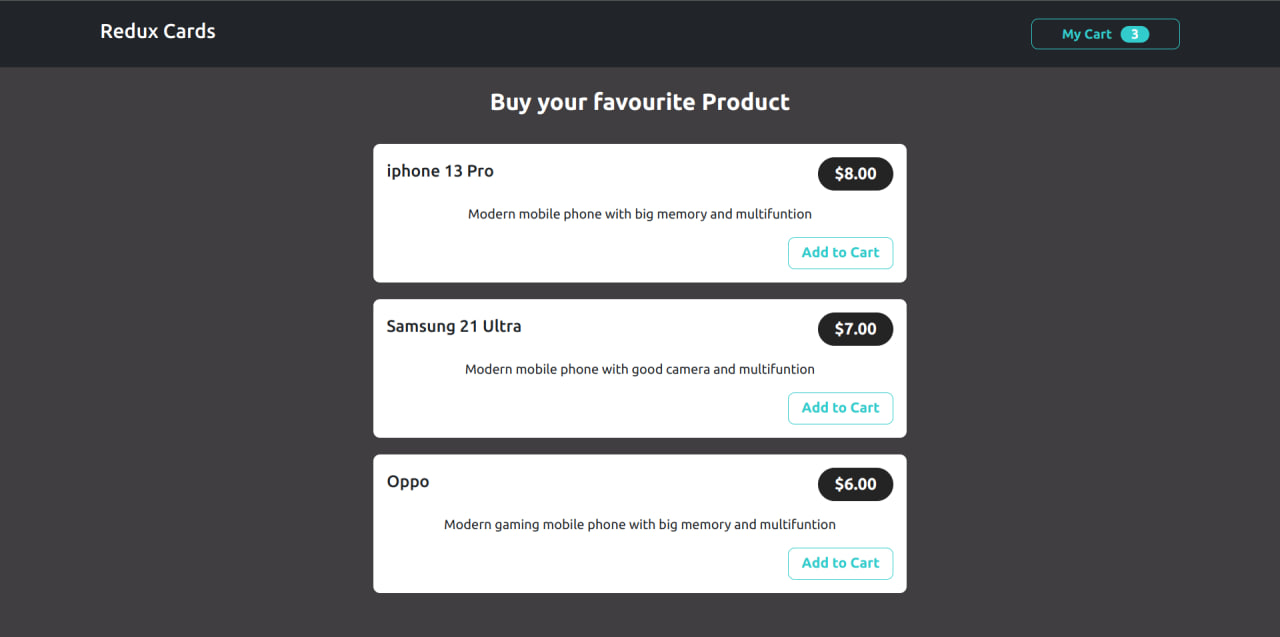 Redux Cards
My Cart 3
Buy your favourite Product
iphone 13 Pro
$8.00
Modern mobile phone with big memory and multifuntion
Add to Cart
Samsung 21 Ultra
$7.00
Modern mobile phone with good camera and multifuntion
Add to Cart
Oppo
$6.00
Modern gaming mobile phone with big memory and multifuntion
Add to Cart